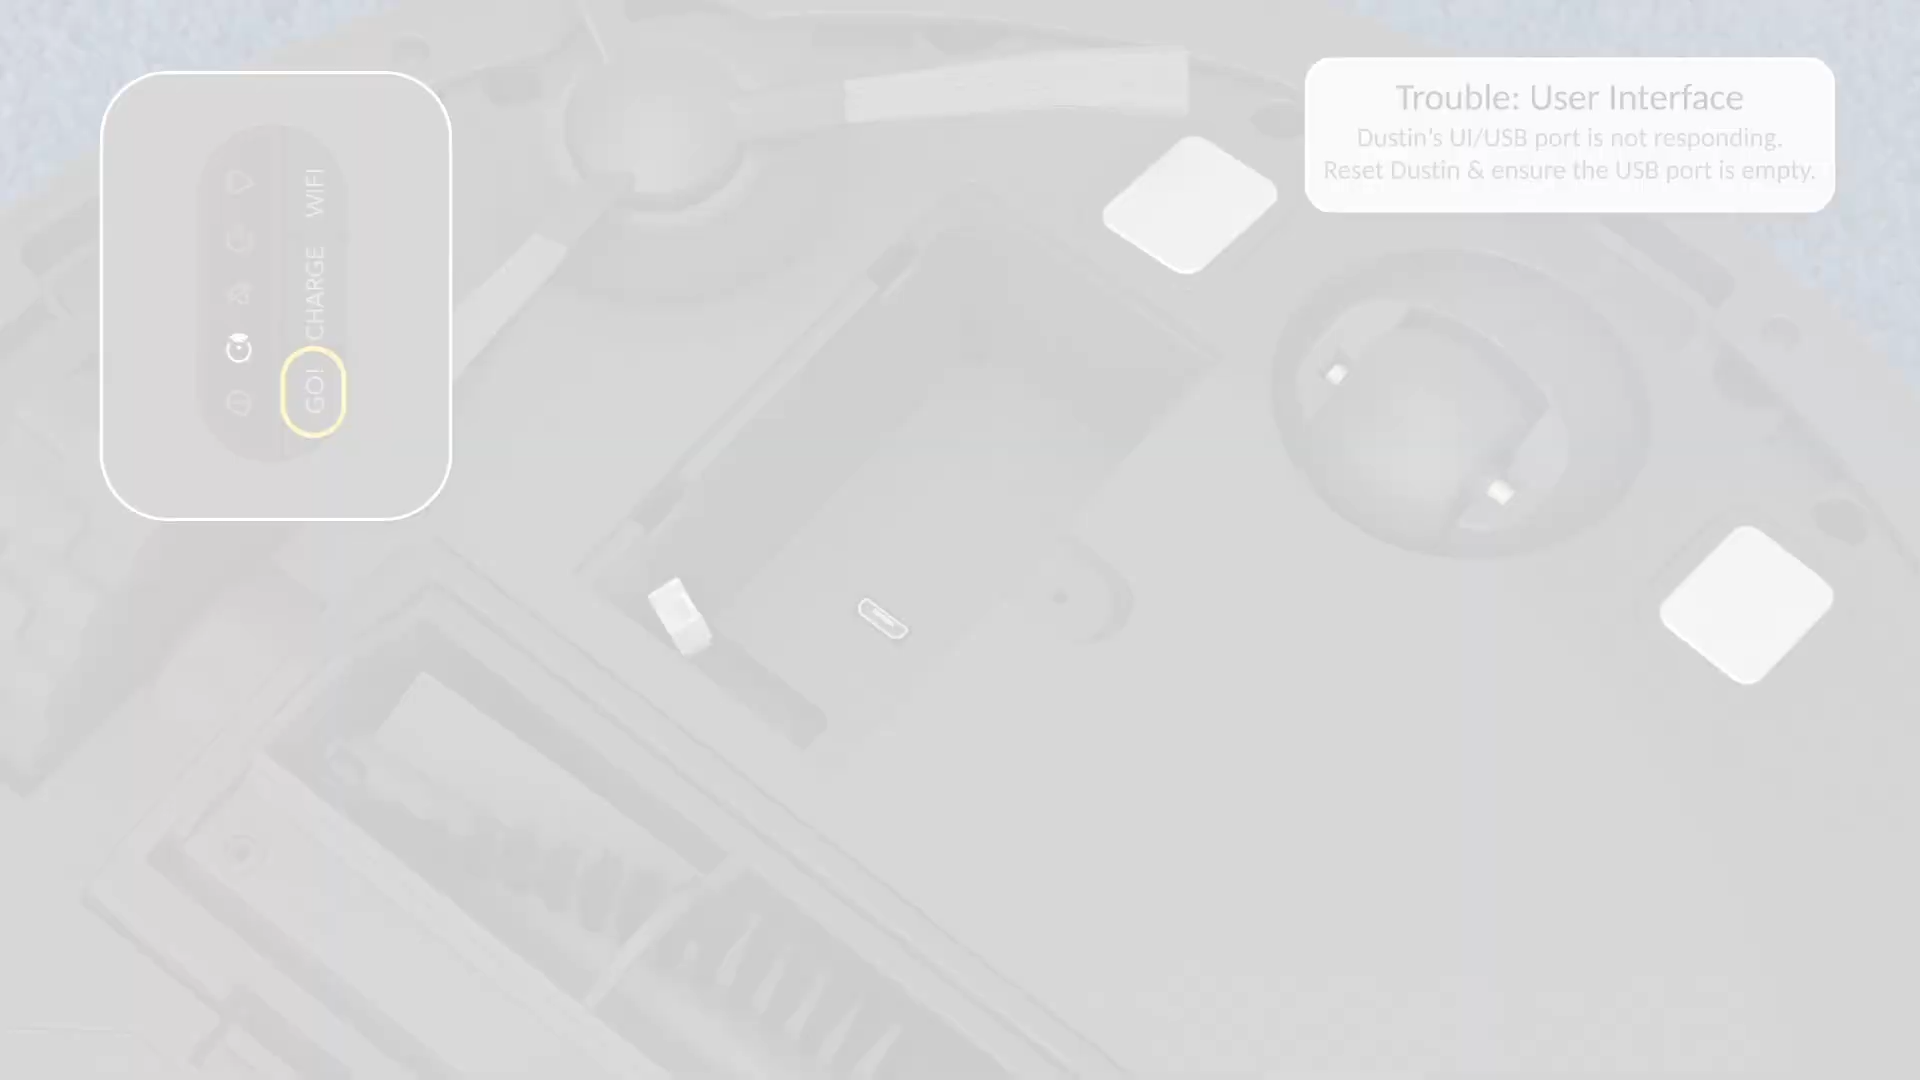 Trouble: User Interface
Dustin's UI/USB port is not responding.
Reset Dustin & ensure the USB port is empty.
WIFI
CHARGE
GO!